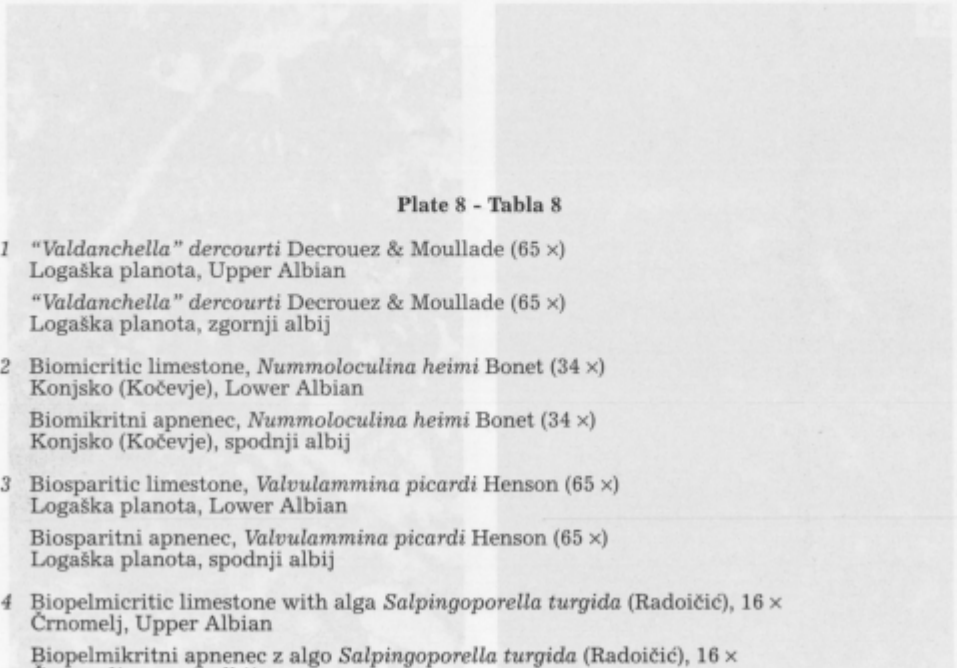 Plate 8 - Tabla 8
1 "Valdanchella" dercourti Decrouez & Moullade (65 ×)
Logaška planota, Upper Albian
"Valdanchella" dercourti Decrouez & Moullade (65 ×)
Logaška planota, zgornji albij
2 Biomicritic limestone, Nummoloculina heimi Bonet (34 ×)
Konjsko (Kočevje), Lower Albian
Biomikritni apnenec, Nummoloculina heimi Bonet (34 ×)
Konjsko (Kočevje), spodnji albij
3 Biosparitic limestone, Valvulammina picardi Henson (65 ×)
Logaška planota, Lower Albian
Biosparitni apnenec, Valvulammina picardi Henson (65 ×)
Logaška planota, spodnji albij
4 Biopelmicritic limestone with alga Salpingoporella turgida (Radoičić), 16 ×
Črnomelj, Upper Albian
Biopelmikritni apnenec z algo Salpingoporella turgida (Radoičić), 16 ×